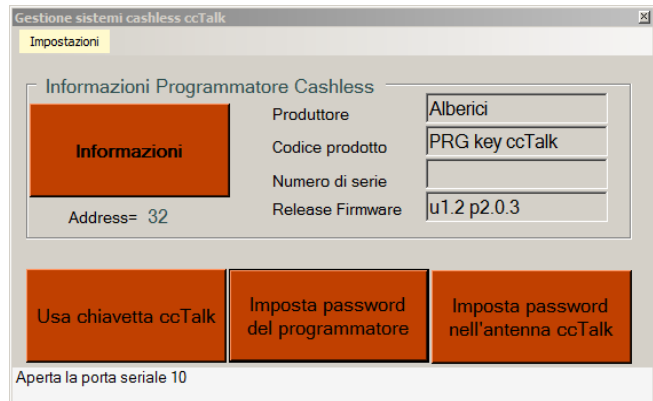 Gestione sistemi cashless ccTalk
Impostazioni
Informazioni Programmatore Cashless
Informazioni
Produttore
Alberici
Codice prodotto
PRG key ccTalk
Numero di serie
Address= 32
Release Firmware
u1.2 p2.0.3
Usa chiavetta ccTalk
Imposta password
del programmatore
Imposta password
nell'antenna ccTalk
Aperta la porta seriale 10